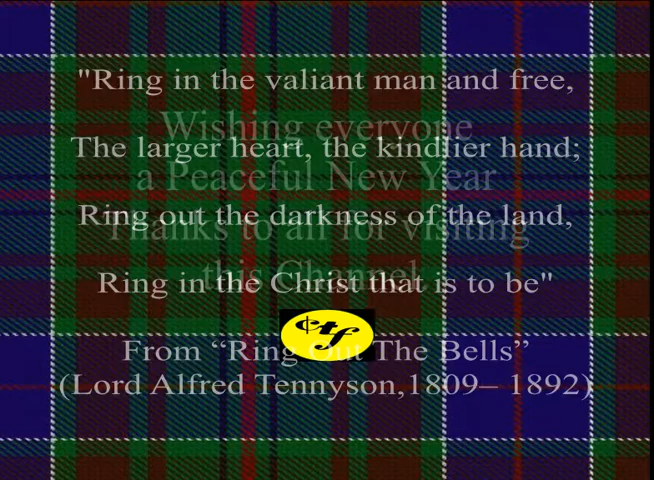 "Ring in the valiant man and free,
Wishing everyone
The larger heart, the kindlier hand;
a Peaceful New Year
Ring out the darkness of the land,
Thanks to all for visiting
this Channel.
Ring in the Christ that is to be"
ctf
From “Ring Out The Bells”
(Lord Alfred Tennyson,1809– 1892)